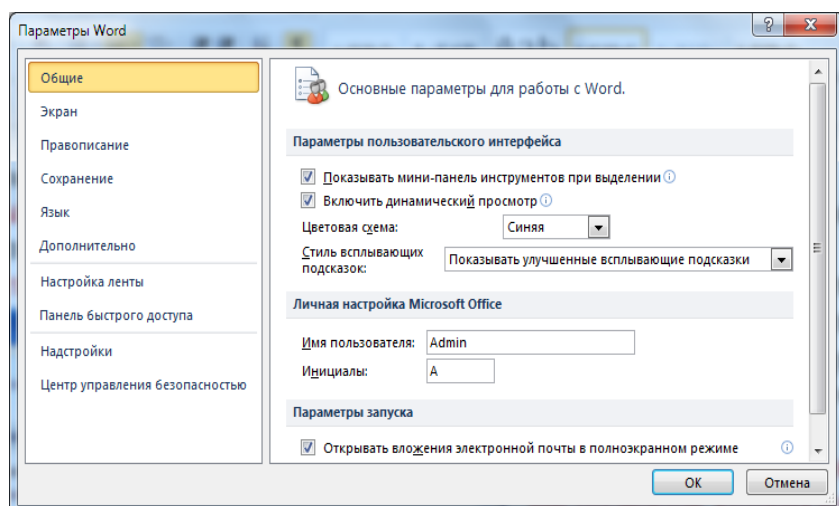 Параметры Word
Общие
Экран
Правописание
Сохранение
Язык
Дополнительно
Настройка ленты
Панель быстрого доступа
Надстройки
Центр управления безопасностью
Основные параметры для работы с Word.
Параметры пользовательского интерфейса
Показывать мини-панель инструментов при выделении
Включить динамический просмотр
Цветовая схема: Синяя
Стиль всплывающих
подсказок: Показывать улучшенные всплывающие подсказки
Личная настройка Microsoft Office
Имя пользователя: Admin
Инициалы: A
Параметры запуска
Открывать вложения электронной почты в полноэкранном режиме
ОК Отмена